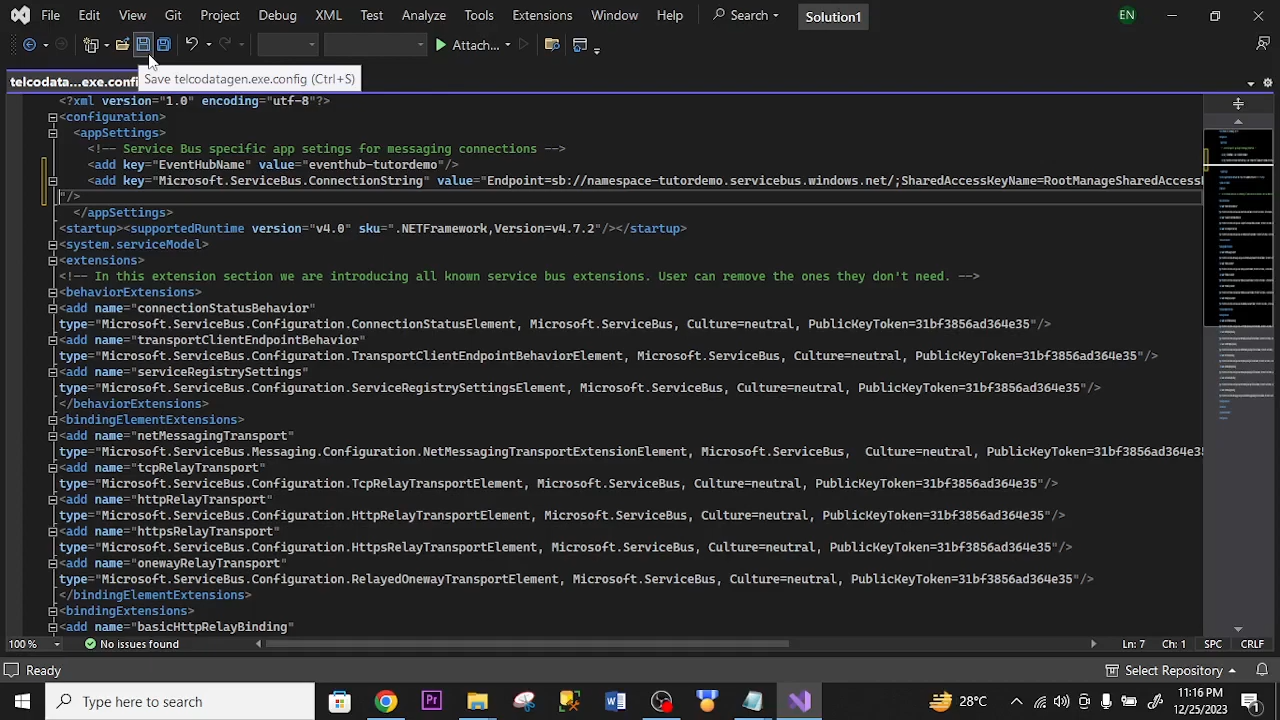 File
Edit
View
Git
Project
Debug
XML
Test
Analyze
Tools
Extensions
Window
Help
Search
Solution1
EN
Attach...
telcodata...exe.confi
Save telcodatagen.exe.config (Ctrl+S)
<?xml version="1.0" encoding="utf-8"?>
<configuration>
<appSettings>
<!-- Service Bus specific app setings for messaging connections -->
<add key="EventHubName" value="eventhubforadf"/>
<add key="Microsoft.ServiceBus.ConnectionString" value="Endpoint=sb://mynewns-tutorial.servicebus.windows.net/;SharedAccessKeyName=RootManageSharedAccess
/>
</appSettings>
<startup><supportedRuntime version="v4.0" sku=".NETFramework,Version=v4.7.2"/></startup>
<system.serviceModel>
<extensions>
<!-- In this extension section we are introducing all known service bus extensions. User can remove the ones they don't need. -->
<behaviorExtensions>
<add name="connectionStatusBehavior"
type="Microsoft.ServiceBus.Configuration.ConnectionStatusElement, Microsoft.ServiceBus, Culture=neutral, PublicKeyToken=31bf3856ad364e35"/>
<add name="transportClientEndpointBehavior"
type="Microsoft.ServiceBus.Configuration.TransportClientEndpointBehaviorElement, Microsoft.ServiceBus, Culture=neutral, PublicKeyToken=31bf3856ad364e35"/>
<add name="serviceRegistrySettings"
type="Microsoft.ServiceBus.Configuration.ServiceRegistrySettingsElement, Microsoft.ServiceBus, Culture=neutral, PublicKeyToken=31bf3856ad364e35"/>
</behaviorExtensions>
<bindingElementExtensions>
<add name="netMessagingTransport"
type="Microsoft.ServiceBus.Messaging.Configuration.NetMessagingTransportExtensionElement, Microsoft.ServiceBus, Culture=neutral, PublicKeyToken=31bf3856ad364e35
<add name="tcpRelayTransport"
type="Microsoft.ServiceBus.Configuration.TcpRelayTransportElement, Microsoft.ServiceBus, Culture=neutral, PublicKeyToken=31bf3856ad364e35"/>
<add name="httpRelayTransport"
type="Microsoft.ServiceBus.Configuration.HttpRelayTransportElement, Microsoft.ServiceBus, Culture=neutral, PublicKeyToken=31bf3856ad364e35"/>
<add name="httpsRelayTransport"
type="Microsoft.ServiceBus.Configuration.HttpsRelayTransportElement, Microsoft.ServiceBus, Culture=neutral, PublicKeyToken=31bf3856ad364e35"/>
<add name="onewayRelayTransport"
type="Microsoft.ServiceBus.Configuration.RelayedOnewayTransportElement, Microsoft.ServiceBus, Culture=neutral, PublicKeyToken=31bf3856ad364e35"/>
</bindingElementExtensions>
<bindingExtensions>
<add name="basicHttpRelayBinding"
100 %
No issues found
Ln: 7
Ch: 1
SPC
CRLF
Ready
Select Repository
Type here to search
28°C
11:16 PM
12/25/2023